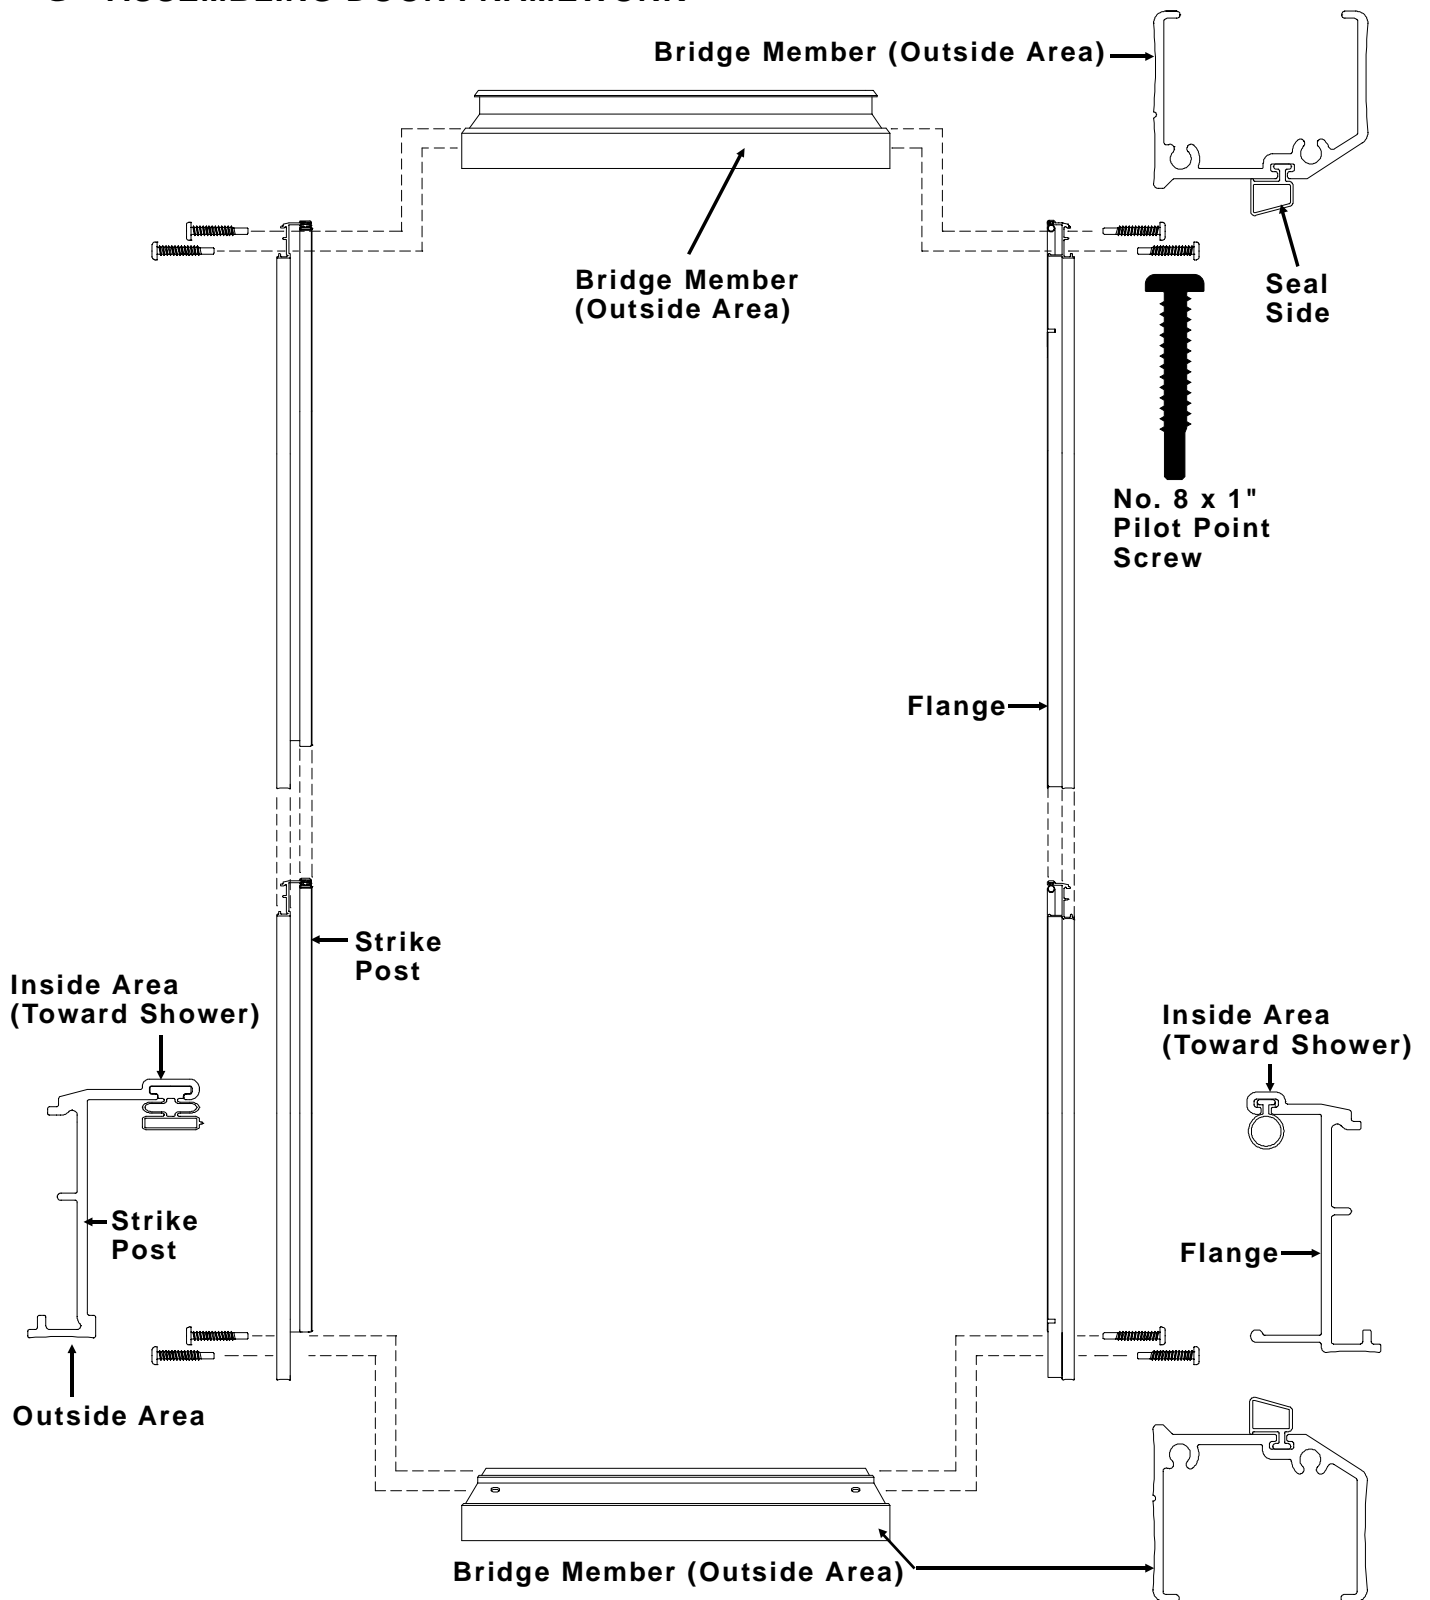 Bridge Member (Outside Area)
Bridge Member
(Outside Area)
Seal
Side
No. 8 x 1"
Pilot Point
Screw
Flange
Strike
Post
Inside Area
(Toward Shower)
Inside Area
(Toward Shower)
Strike
Post
Flange
Outside Area
Bridge Member (Outside Area)